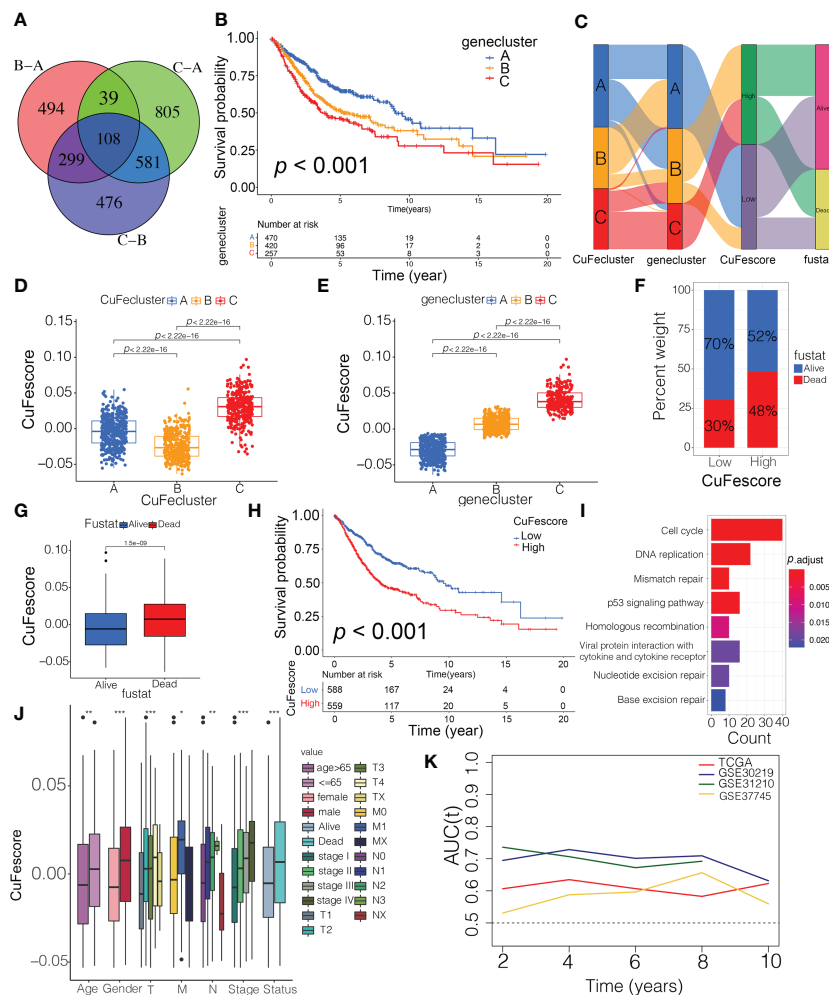 A
B−A
C−A
494
39
805
108
299
581
476
C−B
B
genecluster
A
B
C
Survival probability
1.00
0.75
0.50
0.25
0.00
p < 0.001
0 5 10 15 20
Time(years)
Number at risk
genecluster
A 470 135 19 4 0
B 420 96 17 2 0
C 257 53 8 3 0
0 5 10 15 20
Time (year)
C
A
B
C
A
B
C
High
Low
Alive
Dead
CuFecluster genecluster CuFescore fustat
D
CuFecluster A B C
CuFescore
0.15
0.10
0.05
0.00
−0.05
p < 2.22e−16
p < 2.22e−16
p < 2.22e−16
A B C
CuFecluster
E
genecluster A B C
CuFescore
0.15
0.10
0.05
0.00
−0.05
p < 2.22e−16
p < 2.22e−16
p < 2.22e−16
A B C
genecluster
F
Percent weight
100
75
50
25
0
70%
30%
52%
48%
fustat
Alive
Dead
Low High
CuFescore
G
Fustat Alive Dead
CuFescore
0.10
0.05
0.00
−0.05
1.5e−09
Alive Dead
fustat
H
CuFescore
Low
High
Survival probability
1.00
0.75
0.50
0.25
0.00
p < 0.001
0 5 10 15 20
Time(years)
Number at risk
CuFescore
Low 588 167 24 4 0
High 559 117 20 5 0
0 5 10 15 20
Time (year)
I
Cell cycle
DNA replication
Mismatch repair
p53 signaling pathway
Homologous recombination
Viral protein interaction with
cytokine and cytokine receptor
Nucleotide excision repair
Base excision repair
0 10 20 30 40
Count
p.adjust
0.005
0.010
0.015
0.020
J
CuFescore
0.05
0.00
−0.05
** *** *** * ** *** ***
Age Gender T M N Stage Status
value
age>65
<=65
female
male
Alive
Dead
stage I
stage II
stage III
stage IV
T1
T2
T3
T4
TX
M0
M1
MX
N0
N1
N2
N3
NX
K
AUC(t)
1.0
0.9
0.8
0.7
0.6
0.5
TCGA
GSE30219
GSE31210
GSE37745
2 4 6 8 10
Time (years)